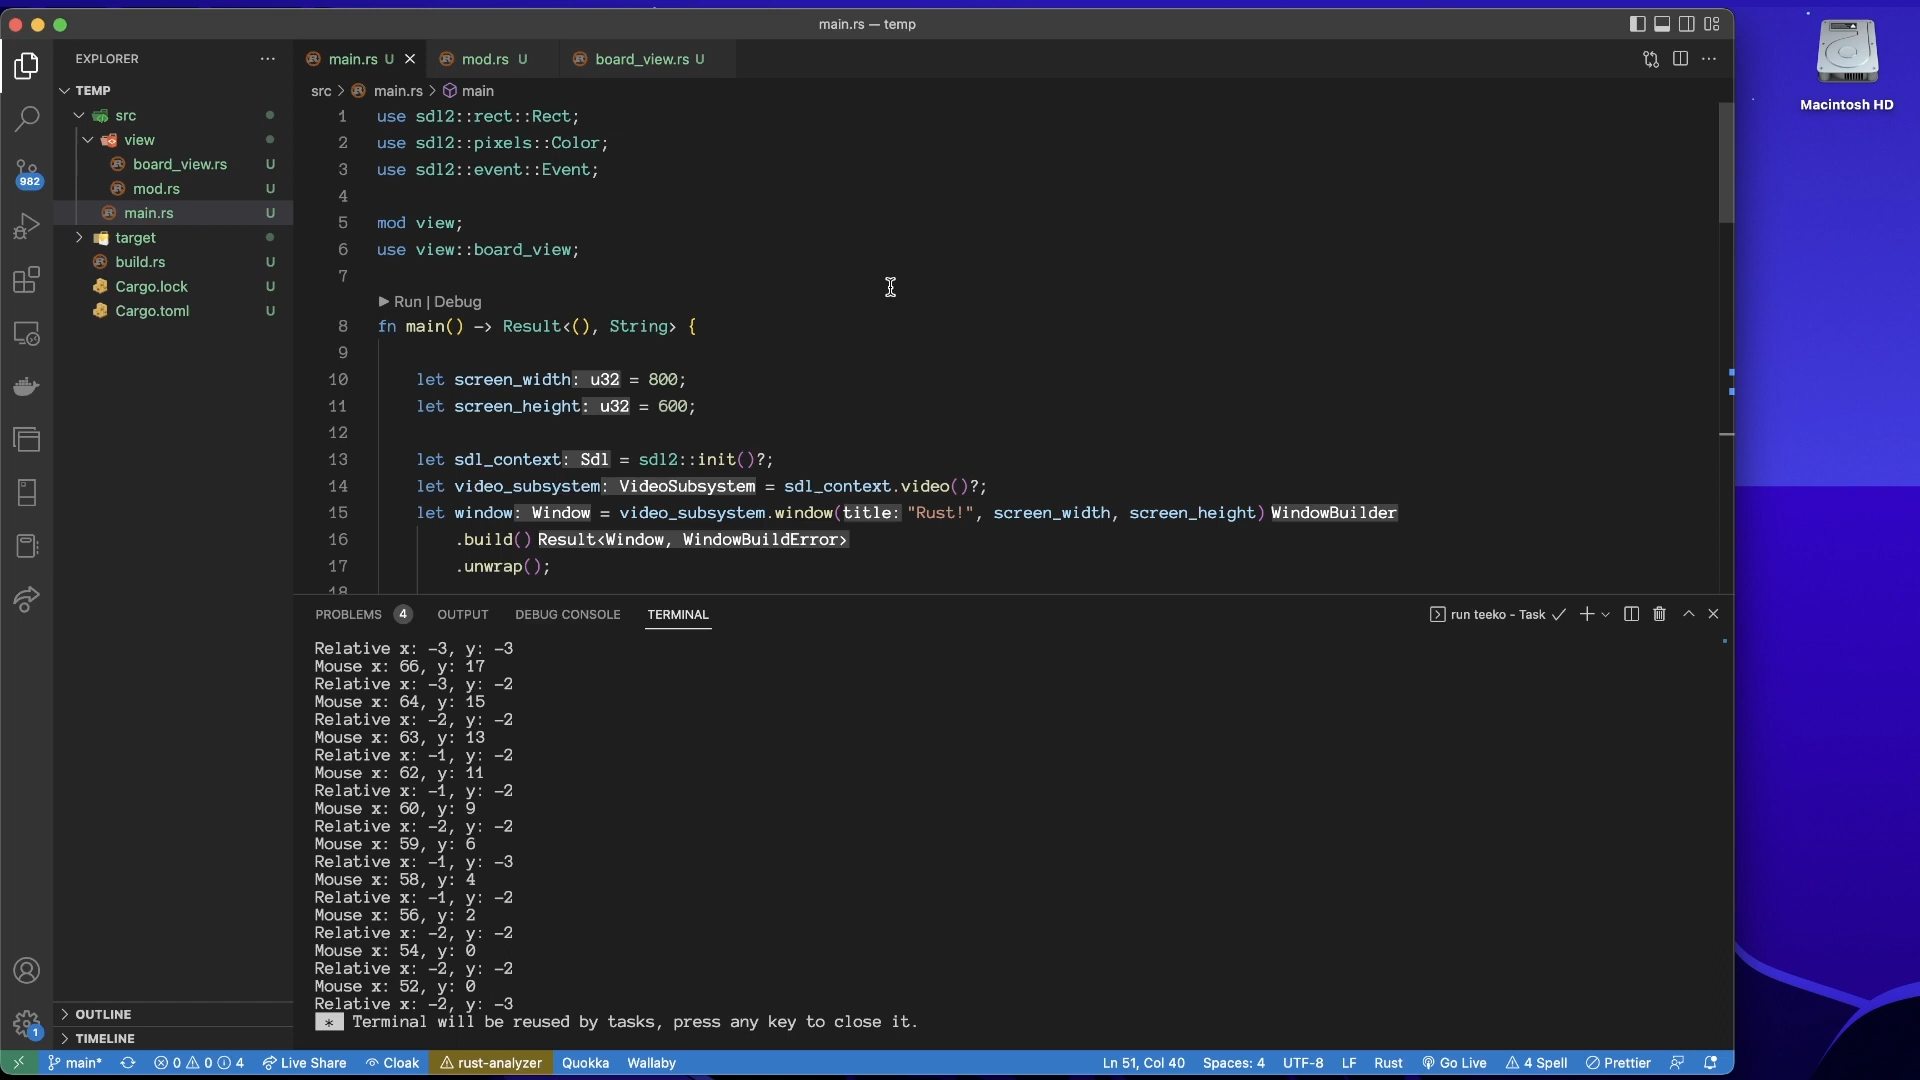 main.rs — temp
Macintosh HD
EXPLORER
TEMP
src
view
board_view.rs U
mod.rs U
main.rs U
target
build.rs U
Cargo.lock U
Cargo.toml U
OUTLINE
TIMELINE
982
1
main.rs U
mod.rs U
board_view.rs U
src > main.rs > main
1 use sdl2::rect::Rect;
2 use sdl2::pixels::Color;
3 use sdl2::event::Event;
4
5 mod view;
6 use view::board_view;
7
Run | Debug
8 fn main() -> Result<(), String> {
9
10 let screen_width: u32 = 800;
11 let screen_height: u32 = 600;
12
13 let sdl_context: Sdl = sdl2::init()?;
14 let video_subsystem: VideoSubsystem = sdl_context.video()?;
15 let window: Window = video_subsystem.window(title: "Rust!", screen_width, screen_height) WindowBuilder
16 .build() Result<Window, WindowBuildError>
17 .unwrap();
18
PROBLEMS 4 OUTPUT DEBUG CONSOLE TERMINAL
run teeko - Task
Relative x: -3, y: -3
Mouse x: 66, y: 17
Relative x: -3, y: -2
Mouse x: 64, y: 15
Relative x: -2, y: -2
Mouse x: 63, y: 13
Relative x: -1, y: -2
Mouse x: 62, y: 11
Relative x: -1, y: -2
Mouse x: 60, y: 9
Relative x: -2, y: -2
Mouse x: 59, y: 6
Relative x: -1, y: -3
Mouse x: 58, y: 4
Relative x: -1, y: -2
Mouse x: 56, y: 2
Relative x: -2, y: -2
Mouse x: 54, y: 0
Relative x: -2, y: -2
Mouse x: 52, y: 0
Relative x: -2, y: -3
* Terminal will be reused by tasks, press any key to close it.
main* 0 0 4 Live Share Cloak rust-analyzer Quokka Wallaby Ln 51, Col 40 Spaces: 4 UTF-8 LF Rust Go Live 4 Spell Prettier